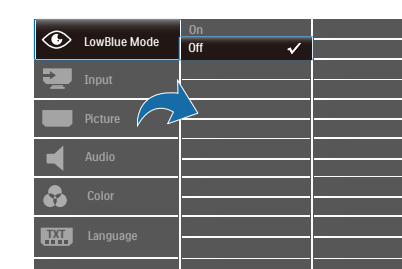 LowBlue Mode
On
Off
Input
Picture
Audio
Color
TXT
Language